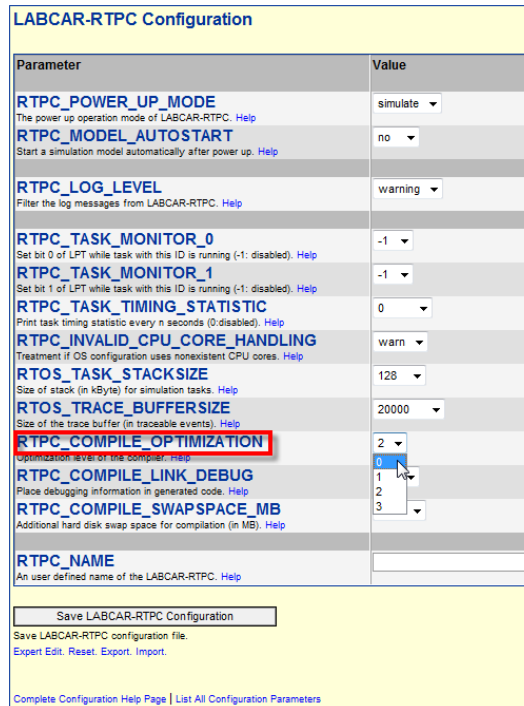 LABCAR-RTPC Configuration
Parameter Value
RTPC_POWER_UP_MODE simulate
The power up operation mode of LABCAR-RTPC. Help
RTPC_MODEL_AUTOSTART no
Start a simulation model automatically after power up. Help
RTPC_LOG_LEVEL warning
Filter the log messages from LABCAR-RTPC. Help
RTPC_TASK_MONITOR_0 -1
Set bit 0 of LPT while task with this ID is running (-1: disabled). Help
RTPC_TASK_MONITOR_1 -1
Set bit 1 of LPT while task with this ID is running (-1: disabled). Help
RTPC_TASK_TIMING_STATISTIC 0
Print task timing statistic every n seconds (0:disabled). Help
RTPC_INVALID_CPU_CORE_HANDLING warn
Treatment if OS configuration uses nonexistent CPU cores. Help
RTOS_TASK_STACKSIZE 128
Size of stack (in kByte) for simulation tasks. Help
RTOS_TRACE_BUFFERSIZE 20000
Size of the trace buffer (in traceable events). Help
RTPC_COMPILE_OPTIMIZATION 2
Optimization level of the compiler. Help
0
RTPC_COMPILE_LINK_DEBUG 1
Place debugging information in generated code. Help
2
RTPC_COMPILE_SWAPSPACE_MB 3
Additional hard disk swap space for compilation (in MB). Help
RTPC_NAME
An user defined name of the LABCAR-RTPC. Help
Save LABCAR-RTPC Configuration
Save LABCAR-RTPC configuration file.
Expert Edit. Reset. Export. Import.
Complete Configuration Help Page | List All Configuration Parameters